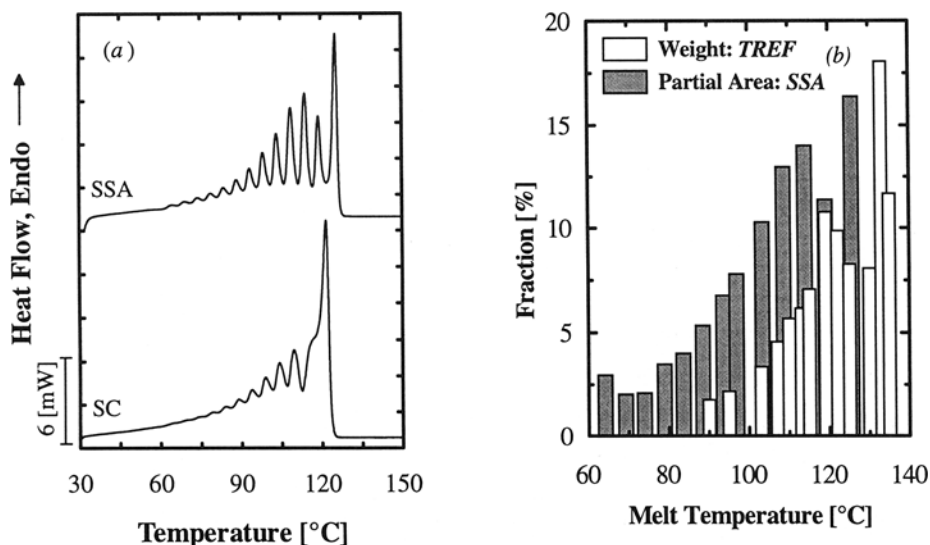 (a)
SSA
SC
Heat Flow, Endo
6 [mW]
30 60 90 120 150
Temperature [°C]
20
15
10
5
0
Weight: TREF (b)
Partial Area: SSA
Fraction [%]
60 80 100 120 140
Melt Temperature [°C]